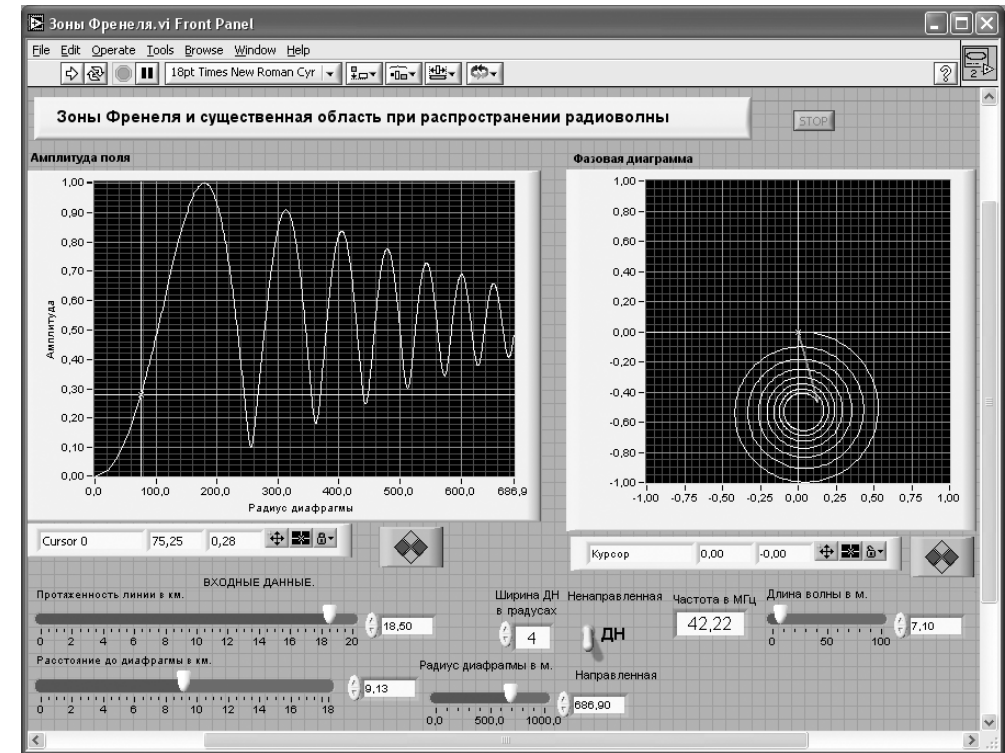 Зоны Френеля.vi Front Panel
File Edit Operate Tools Browse Window Help
18pt Times New Roman Cyr
2
Зоны Френеля и существенная область при распространении радиоволны
STOP
Амплитуда поля
Амплитуда
1,00
0,90
0,80
0,70
0,60
0,50
0,40
0,30
0,20
0,10
0,00
0,0 100,0 200,0 300,0 400,0 500,0 600,0 686,9
Радиус диафрагмы
Cursor 0 75,25 0,28
Фазовая диаграмма
1,00
0,80
0,60
0,40
0,20
0,00
-0,20
-0,40
-0,60
-0,80
-1,00
-1,00 -0,75 -0,50 -0,25 0,00 0,25 0,50 0,75 1,00
Курсор 0,00 -0,00
ВХОДНЫЕ ДАННЫЕ.
Протяженность линии в км.
0 2 4 6 8 10 12 14 16 18 20
18,50
Расстояние до диафрагмы в км.
0 2 4 6 8 10 12 14 16 18
9,13
Ширина ДН
в градусах
4
Радиус диафрагмы в м.
0,0 500,0 1000,0
686,90
Ненаправленная
ДН
Направленная
Частота в МГц
42,22
Длина волны в м.
0 50 100
7,10